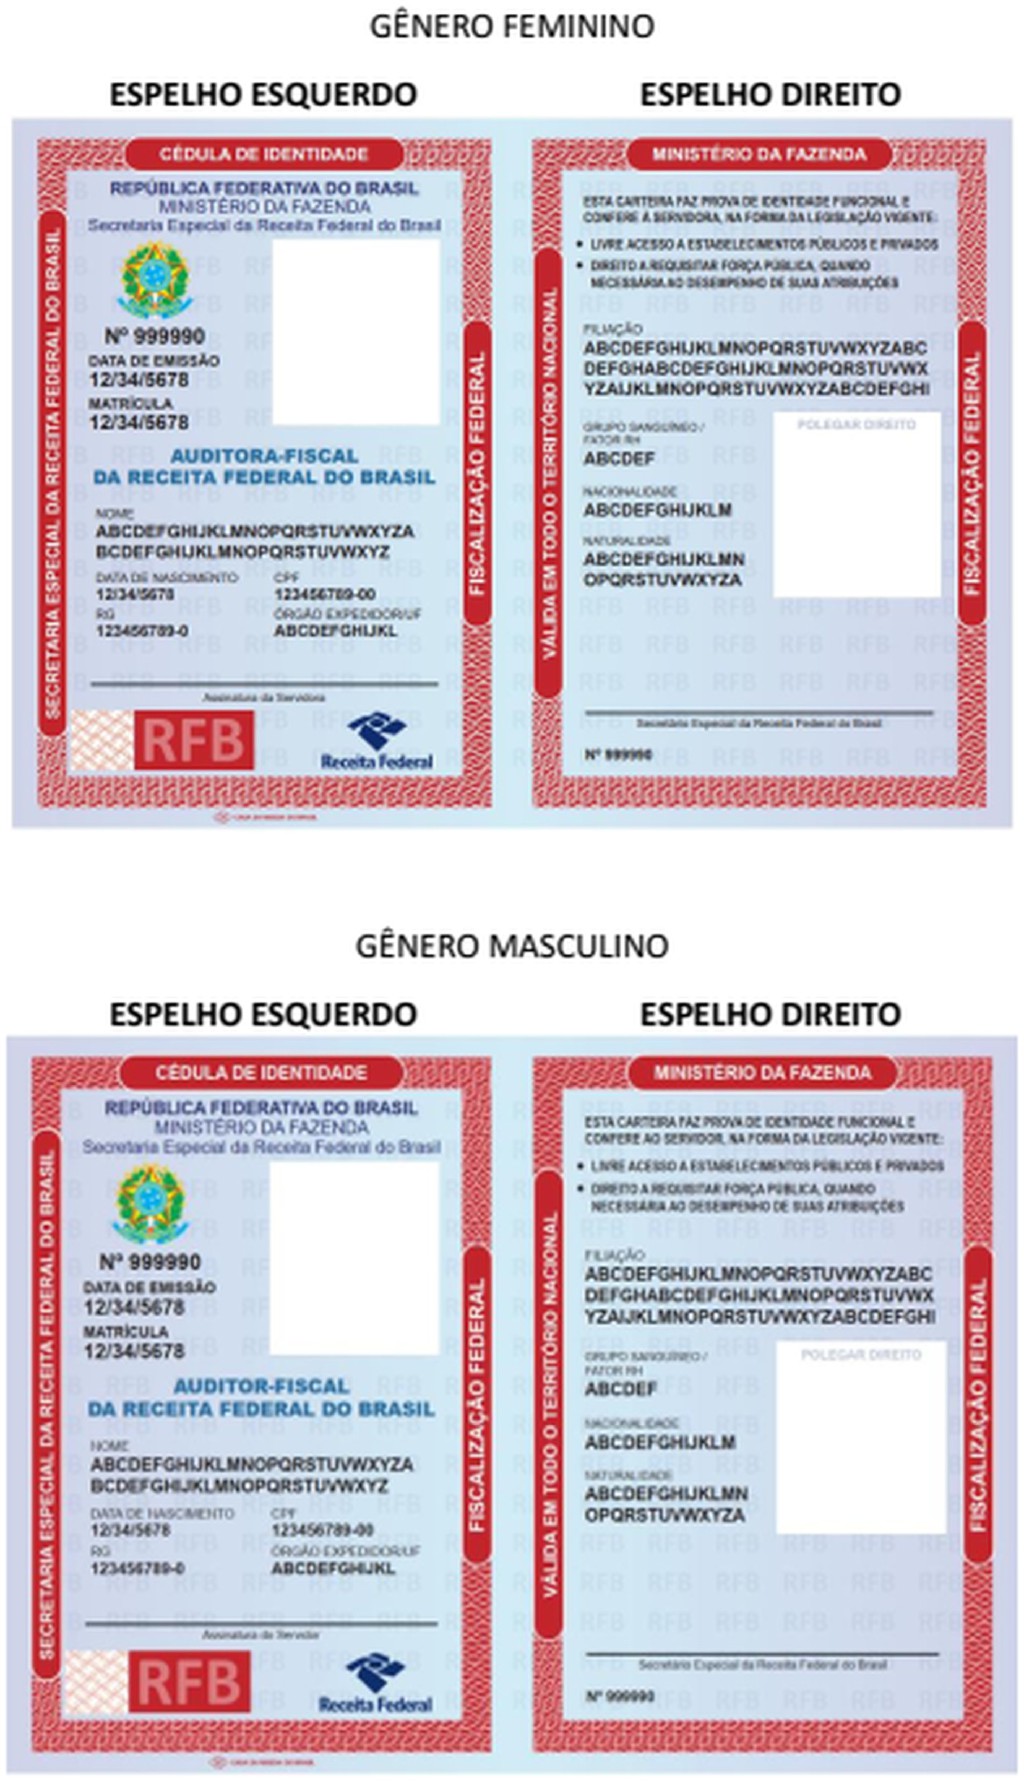 GÊNERO FEMININO
ESPELHO ESQUERDO
CÉDULA DE IDENTIDADE
REPÚBLICA FEDERATIVA DO BRASIL
MINISTÉRIO DA FAZENDA
Secretaria Especial da Receita Federal do Brasil
Nº 999990
DATA DE EMISSÃO
12/34/5678
MATRÍCULA
12/34/5678
AUDITORA-FISCAL
DA RECEITA FEDERAL DO BRASIL
NOME
ABCDEFGHIJKLMNOPQRSTUVWXYZA
BCDEFGHIJKLMNOPQRSTUVWXYZ
DATA DE NASCIMENTO CPF
12/34/5678 123456789-00
RG ÓRGÃO EXPEDIDOR/UF
123456789-0 ABCDEFGHIJKL
Assinatura da Servidora
RFB
Receita Federal
SECRETARIA ESPECIAL DA RECEITA FEDERAL DO BRASIL
FISCALIZAÇÃO FEDERAL
CASA DA MOEDA DO BRASIL
ESPELHO DIREITO
MINISTÉRIO DA FAZENDA
ESTA CARTEIRA FAZ PROVA DE IDENTIDADE FUNCIONAL E
CONFERE À SERVIDORA, NA FORMA DA LEGISLAÇÃO VIGENTE:
• LIVRE ACESSO A ESTABELECIMENTOS PÚBLICOS E PRIVADOS
• DIREITO A REQUISITAR FORÇA PÚBLICA, QUANDO
NECESSÁRIA AO DESEMPENHO DE SUAS ATRIBUIÇÕES
FILIAÇÃO
ABCDEFGHIJKLMNOPQRSTUVWXYZABC
DEFGHABCDEFGHIJKLMNOPQRSTUVWX
YZAIJKLMNOPQRSTUVWXYZABCDEFGHI
GRUPO SANGUÍNEO /
FATOR RH
ABCDEF
NACIONALIDADE
ABCDEFGHIJKLM
NATURALIDADE
ABCDEFGHIJKLMN
OPQRSTUVWXYZA
POLEGAR DIREITO
Secretário Especial da Receita Federal do Brasil
Nº 999990
VÁLIDA EM TODO O TERRITÓRIO NACIONAL
FISCALIZAÇÃO FEDERAL
GÊNERO MASCULINO
ESPELHO ESQUERDO
CÉDULA DE IDENTIDADE
REPÚBLICA FEDERATIVA DO BRASIL
MINISTÉRIO DA FAZENDA
Secretaria Especial da Receita Federal do Brasil
Nº 999990
DATA DE EMISSÃO
12/34/5678
MATRÍCULA
12/34/5678
AUDITOR-FISCAL
DA RECEITA FEDERAL DO BRASIL
NOME
ABCDEFGHIJKLMNOPQRSTUVWXYZA
BCDEFGHIJKLMNOPQRSTUVWXYZ
DATA DE NASCIMENTO CPF
12/34/5678 123456789-00
RG ÓRGÃO EXPEDIDOR/UF
123456789-0 ABCDEFGHIJKL
Assinatura do Servidor
RFB
Receita Federal
SECRETARIA ESPECIAL DA RECEITA FEDERAL DO BRASIL
FISCALIZAÇÃO FEDERAL
CASA DA MOEDA DO BRASIL
ESPELHO DIREITO
MINISTÉRIO DA FAZENDA
ESTA CARTEIRA FAZ PROVA DE IDENTIDADE FUNCIONAL E
CONFERE AO SERVIDOR, NA FORMA DA LEGISLAÇÃO VIGENTE:
• LIVRE ACESSO A ESTABELECIMENTOS PÚBLICOS E PRIVADOS
• DIREITO A REQUISITAR FORÇA PÚBLICA, QUANDO
NECESSÁRIA AO DESEMPENHO DE SUAS ATRIBUIÇÕES
FILIAÇÃO
ABCDEFGHIJKLMNOPQRSTUVWXYZABC
DEFGHABCDEFGHIJKLMNOPQRSTUVWX
YZAIJKLMNOPQRSTUVWXYZABCDEFGHI
GRUPO SANGUÍNEO /
FATOR RH
ABCDEF
NACIONALIDADE
ABCDEFGHIJKLM
NATURALIDADE
ABCDEFGHIJKLMN
OPQRSTUVWXYZA
POLEGAR DIREITO
Secretário Especial da Receita Federal do Brasil
Nº 999990
VÁLIDA EM TODO O TERRITÓRIO NACIONAL
FISCALIZAÇÃO FEDERAL